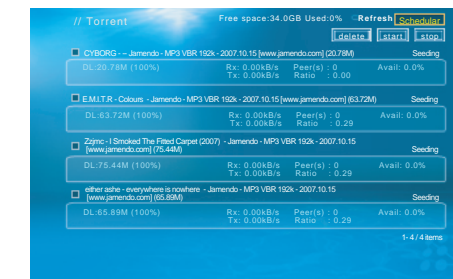 // Torrent
Free space:34.0GB Used:0% Refresh Schedular
delete start stop
CYBORG - ~ Jamendo - MP3 VBR 192k - 2007.10.15 [www.jamendo.com] (20.78M) Seeding
DL:20.78M (100%) Rx: 0.00kB/s Peer(s) : 0 Avail: 0.0%
Tx: 0.00kB/s Ratio : 0.00
E.M.I.T.R - Colours - Jamendo - MP3 VBR 192k - 2007.10.15 [www.jamendo.com] (63.72M) Seeding
DL:63.72M (100%) Rx: 0.00kB/s Peer(s) : 0 Avail: 0.0%
Tx: 0.00kB/s Ratio : 0.29
Zzjmc - I Smoked The Fitted Carpet (2007) - Jamendo - MP3 VBR 192k - 2007.10.15
[www.jamendo.com] (75.44M) Seeding
DL:75.44M (100%) Rx: 0.00kB/s Peer(s) : 0 Avail: 0.0%
Tx: 0.00kB/s Ratio : 0.29
either ashe - everywhere is nowhere - Jamendo - MP3 VBR 192k - 2007.10.15
[www.jamendo.com] (65.89M) Seeding
DL:65.89M (100%) Rx: 0.00kB/s Peer(s) : 0 Avail: 0.0%
Tx: 0.00kB/s Ratio : 0.29
1- 4 / 4 items